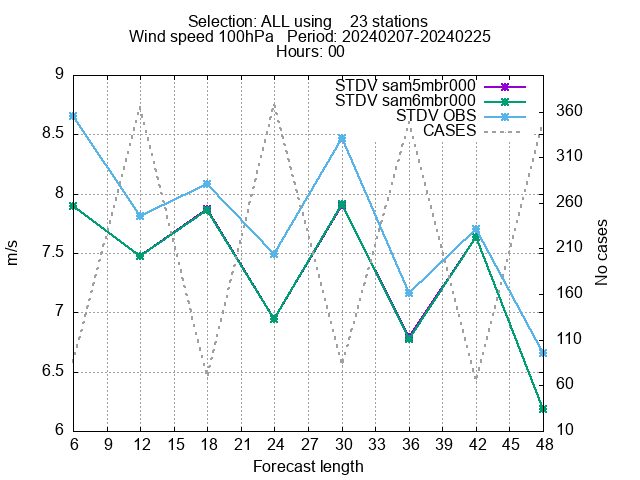 Selection: ALL using 23 stations
Wind speed 100hPa Period: 20240207-20240225
Hours: 00
STDV sam5mbr000
STDV sam6mbr000
STDV OBS
CASES
9
8.5
8
7.5
7
6.5
6
m/s
360
310
260
210
160
110
60
10
No cases
6 12 15 18 21 24 27 30 33 36 39 42 45 48
Forecast length